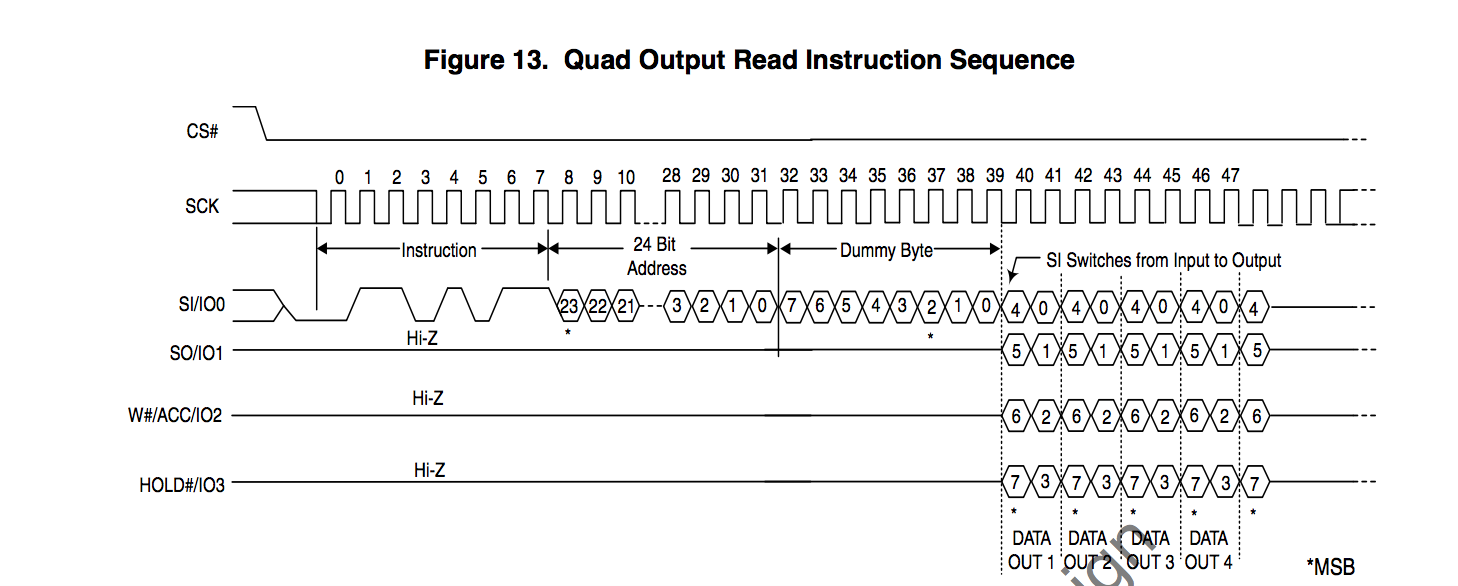 Figure 13. Quad Output Read Instruction Sequence
CS#
0 1 2 3 4 5 6 7 8 9 10 28 29 30 31 32 33 34 35 36 37 38 39 40 41 42 43 44 45 46 47
SCK
Instruction 24 Bit Address Dummy Byte
SI Switches from Input to Output
SI/IO0 23 22 21 3 2 1 0 7 6 5 4 3 2 1 0 4 0 4 0 4 0 4 0 4
* *
Hi-Z
SO/IO1 5 1 5 1 5 1 5 1 5
Hi-Z
W#/ACC/IO2 6 2 6 2 6 2 6 2 6
Hi-Z
HOLD#/IO3 7 3 7 3 7 3 7 3 7
* * * * *
DATA OUT 1 DATA OUT 2 DATA OUT 3 DATA OUT 4
*MSB
ign